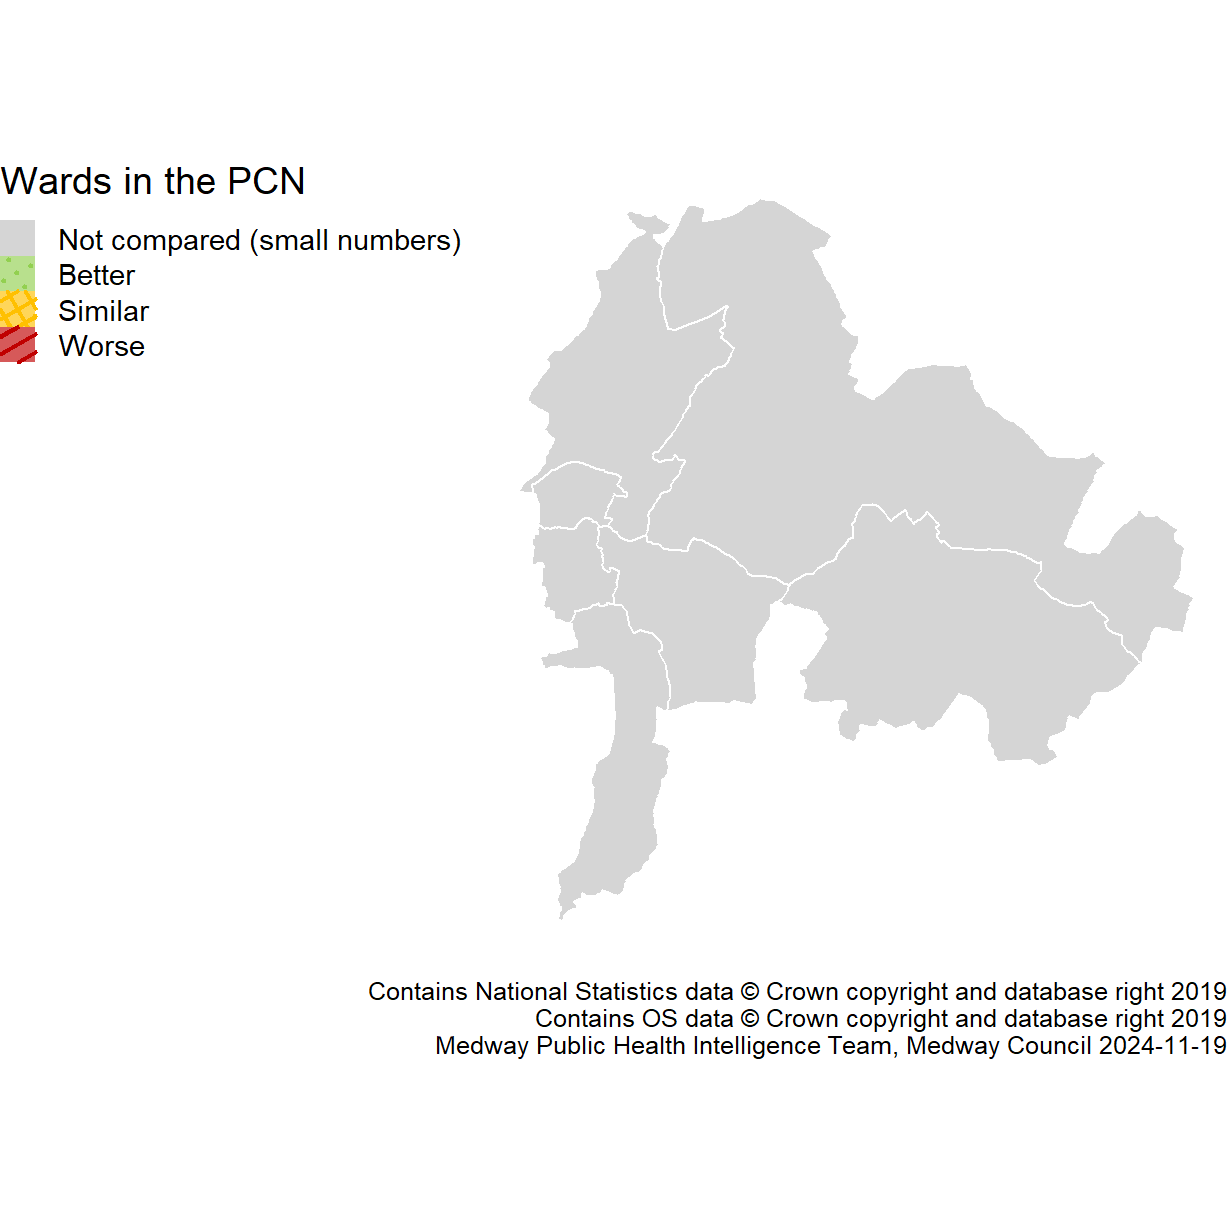 Wards in the PCN
Not compared (small numbers)
Better
Similar
Worse
Contains National Statistics data © Crown copyright and database right 2019
Contains OS data © Crown copyright and database right 2019
Medway Public Health Intelligence Team, Medway Council 2024-11-19